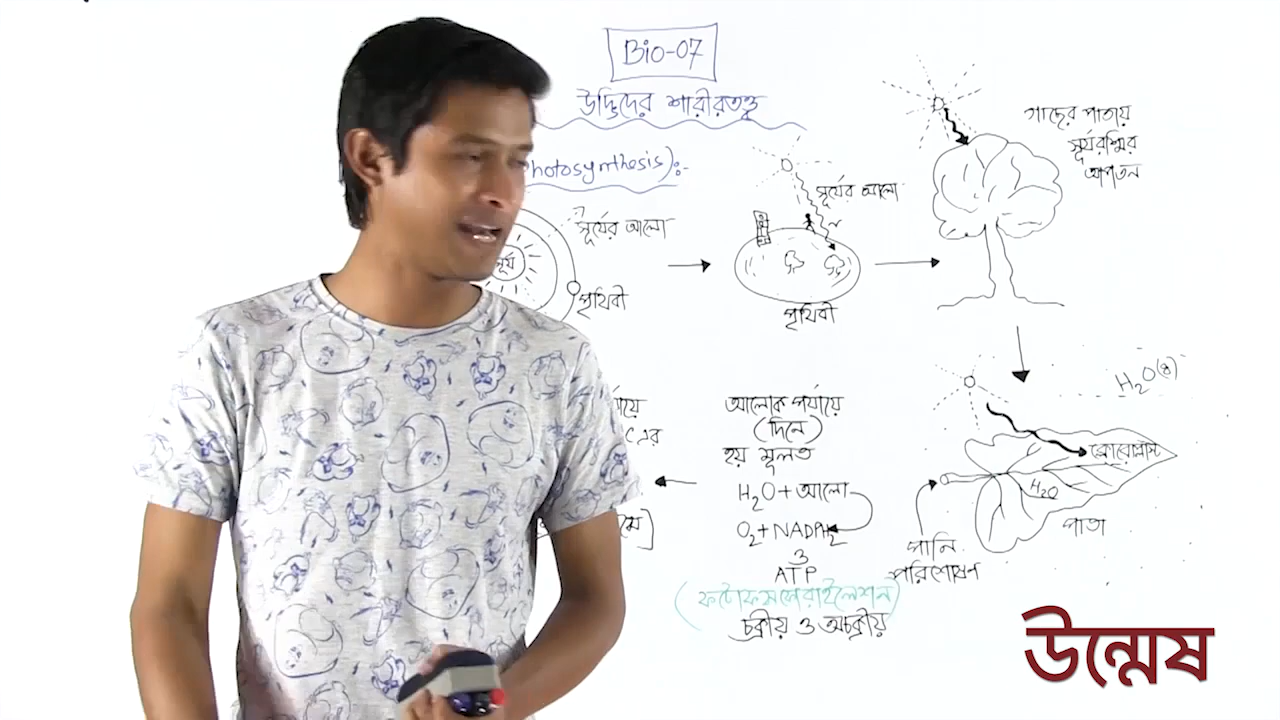 Bio-07
উদ্ভিদের শারীরতত্ত্ব
hotosynthesis):-
সূর্যের আলো
সূর্য
পৃথিবী
সূর্যের আলো
পৃথিবী
গাছের পাতায়
সূর্যরশ্মির
আপতন
আলোক পর্যায়ে
(দিনে)
হয় মূলত
H₂O + আলো
O₂ + NADPH₂
ও
ATP
(ফটোফসফোরাইলেশন)
চক্রীয় ও অচক্রীয়
H₂O(g)
ক্লোরোপ্লাস্ট
H₂O
পাতা
পানি
পরিশোষণ
র্যায়ে
এর
উন্মেষ